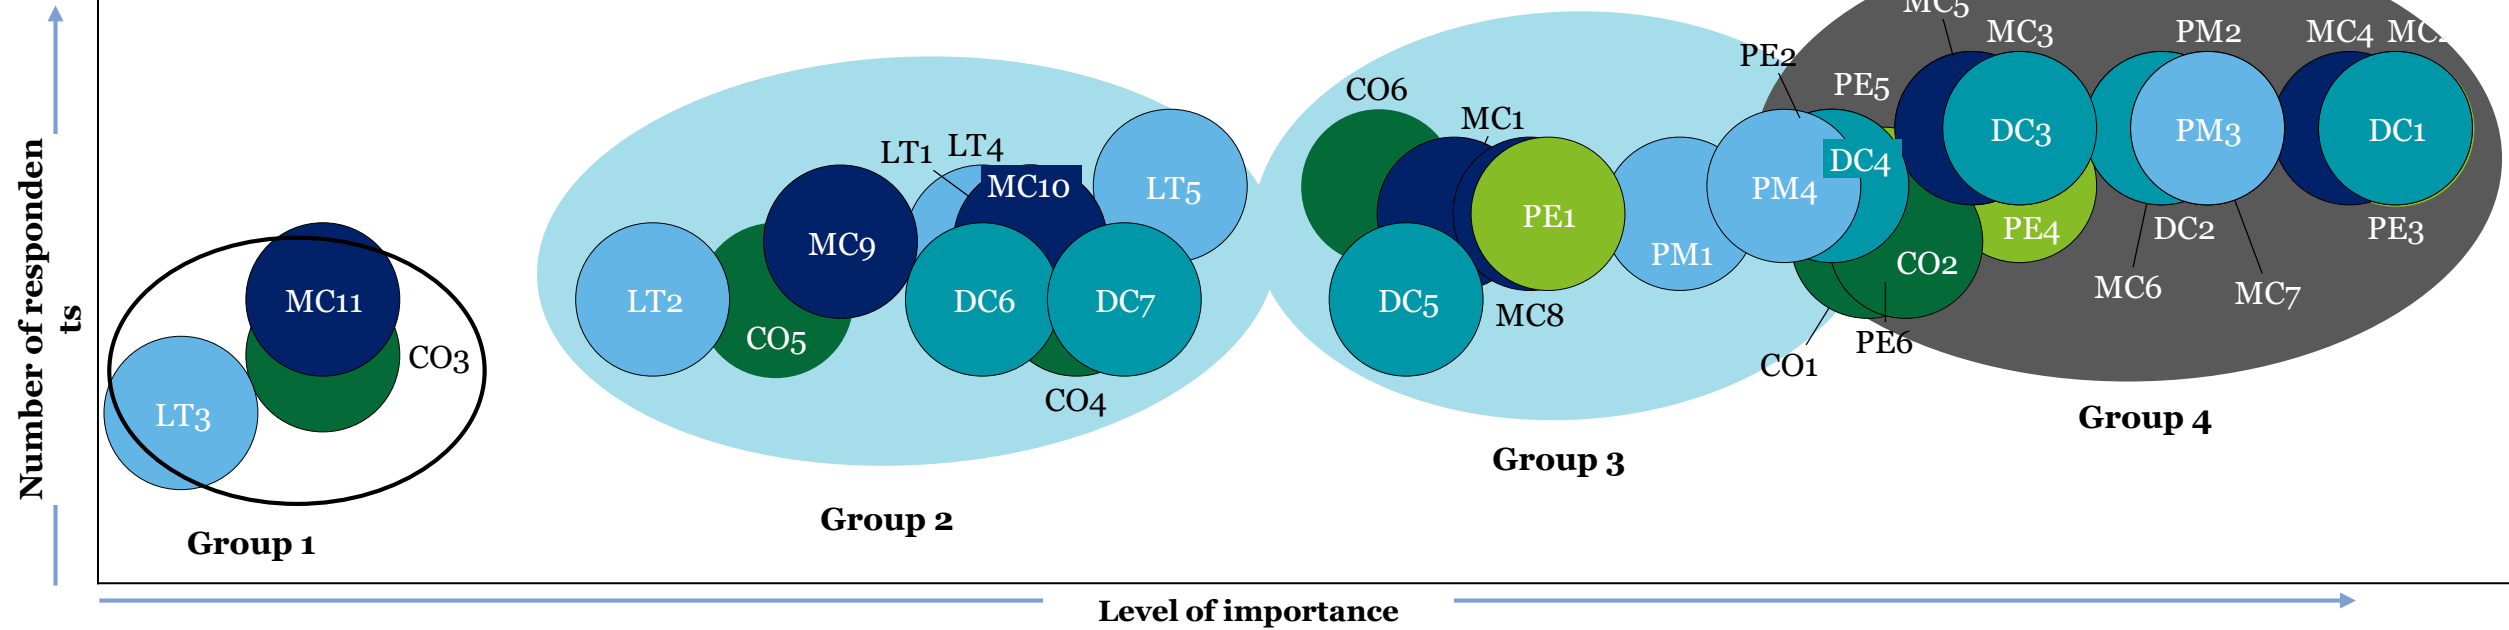 MC5
MC3
PM2
MC4
PE2
PE5
CO6
MC1
LT1
LT4
MC10
LT5
DC3
PM3
DC1
DC4
PM4
PE1
MC9
PM1
CO2
PE4
DC2
PE3
MC11
LT2
DC6
DC7
DC5
MC8
MC6
MC7
CO5
PE6
CO3
CO1
CO4
LT3
Group 4
Group 3
Group 2
Group 1
Number of responden
ts
Level of importance